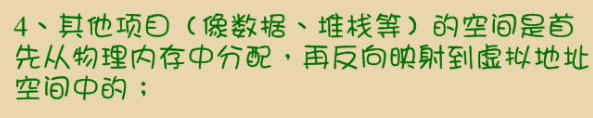 4、其他项目（像数据、堆栈等）的空间是首
先从物理内存中分配，再反向映射到虚拟地址
空间中的；